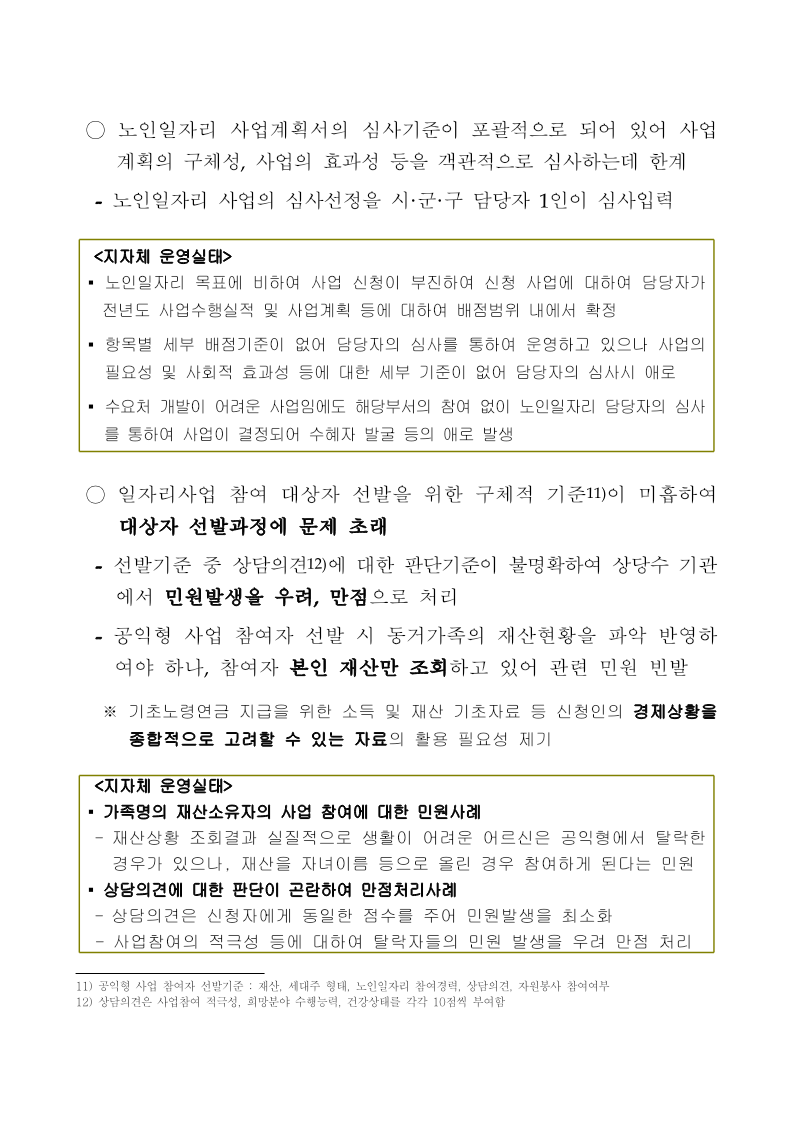 ○ 노인일자리 사업계획서의 심사기준이 포괄적으로 되어 있어 사업
계획의 구체성, 사업의 효과성 등을 객관적으로 심사하는데 한계
- 노인일자리 사업의 심사선정을 시·군·구 담당자 1인이 심사입력
<지자체 운영실태>
▪ 노인일자리 목표에 비하여 사업 신청이 부진하여 신청 사업에 대하여 담당자가
전년도 사업수행실적 및 사업계획 등에 대하여 배점범위 내에서 확정
▪ 항목별 세부 배점기준이 없어 담당자의 심사를 통하여 운영하고 있으나 사업의
필요성 및 사회적 효과성 등에 대한 세부 기준이 없어 담당자의 심사시 애로
▪ 수요처 개발이 어려운 사업임에도 해당부서의 참여 없이 노인일자리 담당자의 심사
를 통하여 사업이 결정되어 수혜자 발굴 등의 애로 발생
○ 일자리사업 참여 대상자 선발을 위한 구체적 기준11)이 미흡하여
대상자 선발과정에 문제 초래
- 선발기준 중 상담의견12)에 대한 판단기준이 불명확하여 상당수 기관
에서 민원발생을 우려, 만점으로 처리
- 공익형 사업 참여자 선발 시 동거가족의 재산현황을 파악 반영하
여야 하나, 참여자 본인 재산만 조회하고 있어 관련 민원 빈발
※ 기초노령연금 지급을 위한 소득 및 재산 기초자료 등 신청인의 경제상황을
종합적으로 고려할 수 있는 자료의 활용 필요성 제기
<지자체 운영실태>
▪ 가족명의 재산소유자의 사업 참여에 대한 민원사례
- 재산상황 조회결과 실질적으로 생활이 어려운 어르신은 공익형에서 탈락한
경우가 있으나, 재산을 자녀이름 등으로 올린 경우 참여하게 된다는 민원
▪ 상담의견에 대한 판단이 곤란하여 만점처리사례
- 상담의견은 신청자에게 동일한 점수를 주어 민원발생을 최소화
- 사업참여의 적극성 등에 대하여 탈락자들의 민원 발생을 우려 만점 처리
11) 공익형 사업 참여자 선발기준 : 재산, 세대주 형태, 노인일자리 참여경력, 상담의견, 자원봉사 참여여부
12) 상담의견은 사업참여 적극성, 희망분야 수행능력, 건강상태를 각각 10점씩 부여함